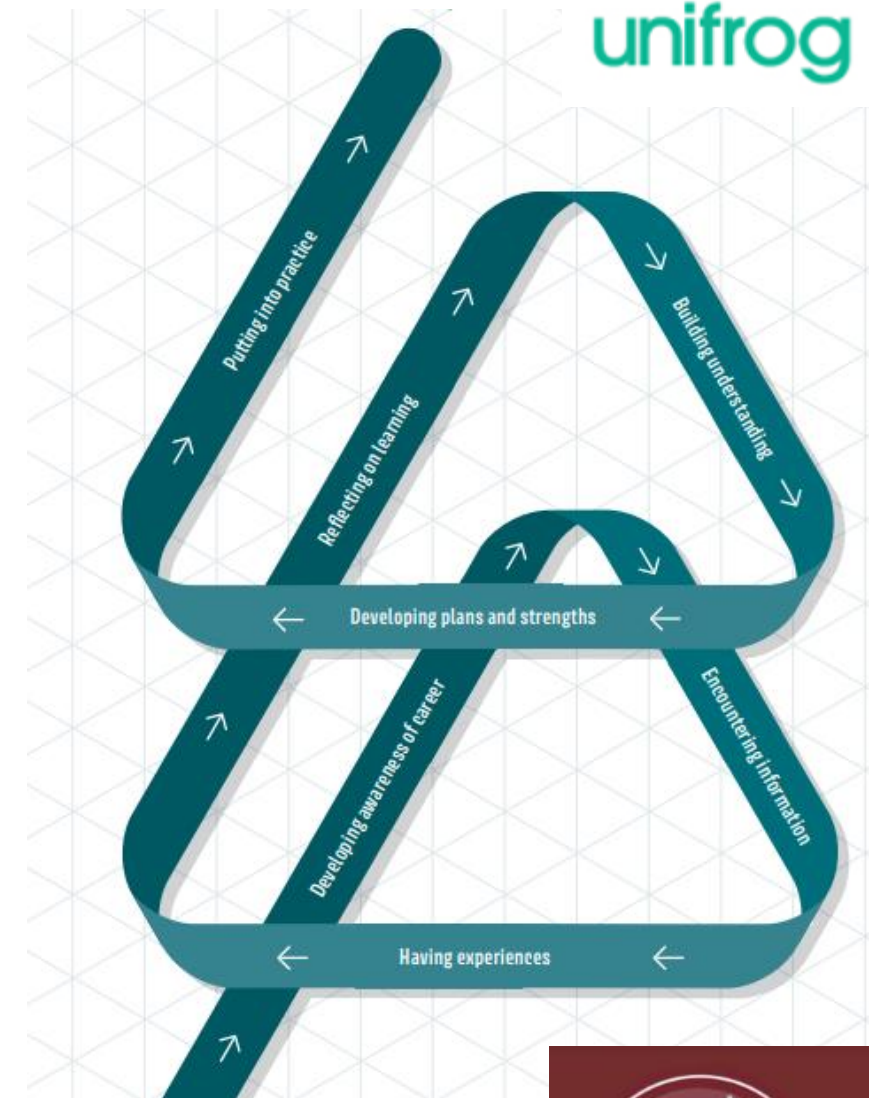 unifrog
Putting into practice
Reflecting on learning
Building understanding
Developing plans and strengths
Developing awareness of career
Encountering information
Having experiences